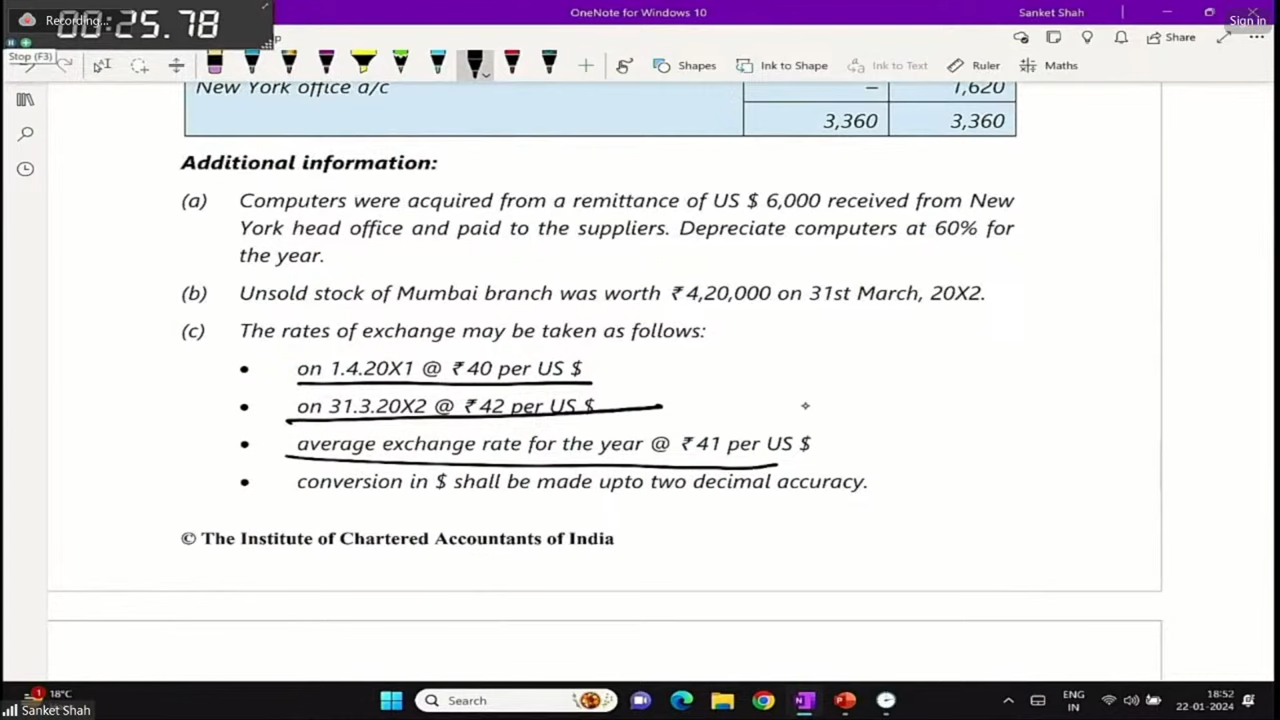 Recording...
00:25.78
OneNote for Windows 10
Sanket Shah
Sign in
Stop (F3)
Share
Shapes
Ink to Shape
Ink to Text
Ruler
Maths
New York office a/c – 1,620
3,360 3,360
Additional information:
(a) Computers were acquired from a remittance of US $ 6,000 received from New
York head office and paid to the suppliers. Depreciate computers at 60% for
the year.
(b) Unsold stock of Mumbai branch was worth ₹ 4,20,000 on 31st March, 20X2.
(c) The rates of exchange may be taken as follows:
• on 1.4.20X1 @ ₹ 40 per US $
• on 31.3.20X2 @ ₹ 42 per US $
• average exchange rate for the year @ ₹ 41 per US $
• conversion in $ shall be made upto two decimal accuracy.
© The Institute of Chartered Accountants of India
1
18°C
Search
ENG
IN
18:52
22-01-2024
Sanket Shah